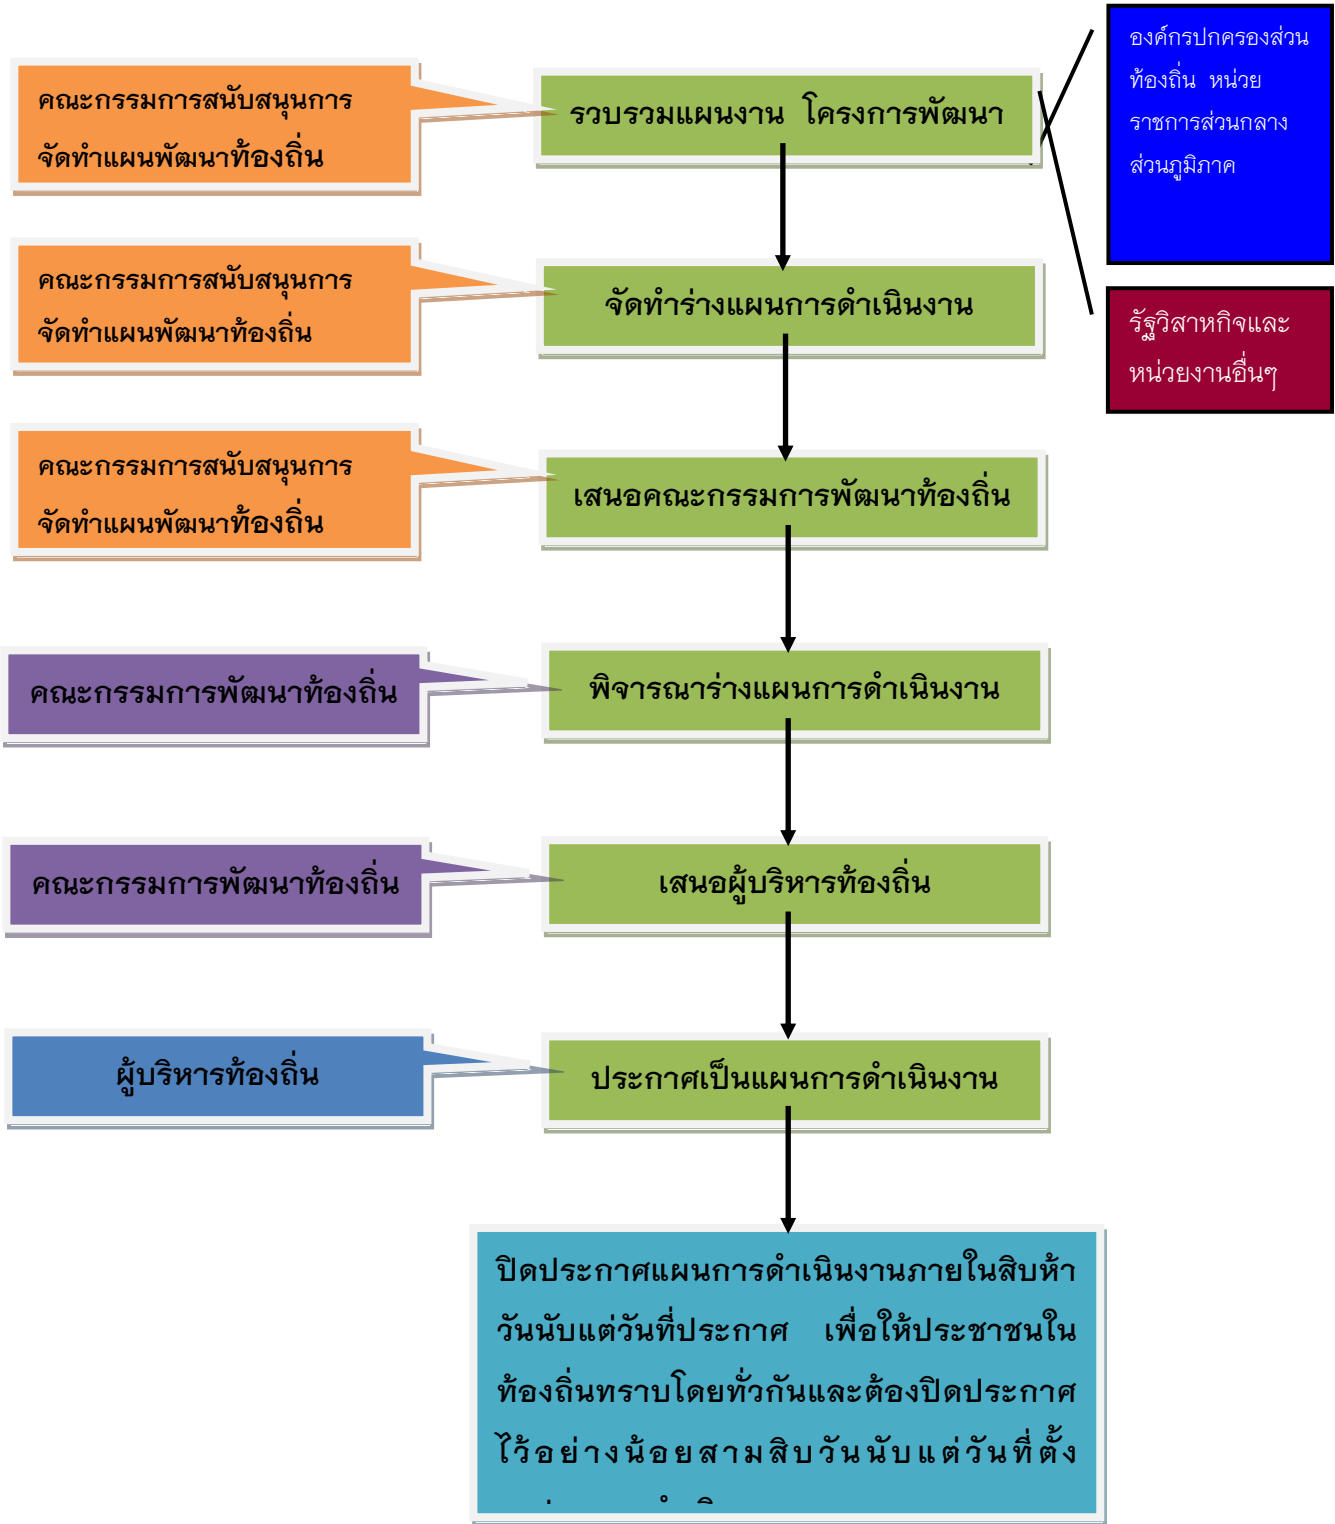 องค์กรปกครองส่วน
ท้องถิ่น หน่วย
ราชการส่วนกลาง
ส่วนภูมิภาค
คณะกรรมการสนับสนุนการ
จัดทำแผนพัฒนาท้องถิ่น
รวบรวมแผนงาน โครงการพัฒนา
คณะกรรมการสนับสนุนการ
จัดทำแผนพัฒนาท้องถิ่น
จัดทำร่างแผนการดำเนินงาน
รัฐวิสาหกิจและ
หน่วยงานอื่นๆ
คณะกรรมการสนับสนุนการ
จัดทำแผนพัฒนาท้องถิ่น
เสนอคณะกรรมการพัฒนาท้องถิ่น
คณะกรรมการพัฒนาท้องถิ่น
พิจารณาร่างแผนการดำเนินงาน
คณะกรรมการพัฒนาท้องถิ่น
เสนอผู้บริหารท้องถิ่น
ผู้บริหารท้องถิ่น
ประกาศเป็นแผนการดำเนินงาน
ปิดประกาศแผนการดำเนินงานภายในสิบห้า
วันนับแต่วันที่ประกาศ เพื่อให้ประชาชนใน
ท้องถิ่นทราบโดยทั่วกันและต้องปิดประกาศ
ไว้อย่างน้อยสามสิบวันนับแต่วันที่ตั้ง